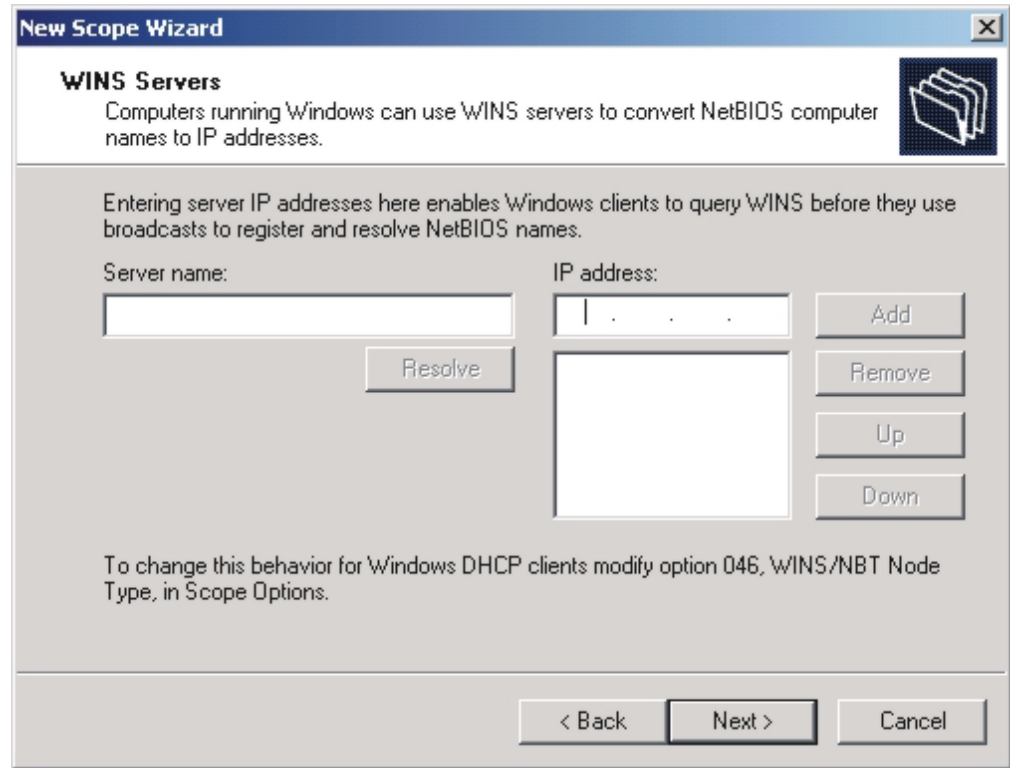 New Scope Wizard
WINS Servers
Computers running Windows can use WINS servers to convert NetBIOS computer
names to IP addresses.
Entering server IP addresses here enables Windows clients to query WINS before they use
broadcasts to register and resolve NetBIOS names.
Server name:
IP address:
. . .
Add
Resolve
Remove
Up
Down
To change this behavior for Windows DHCP clients modify option 046, WINS/NBT Node
Type, in Scope Options.
< Back
Next >
Cancel